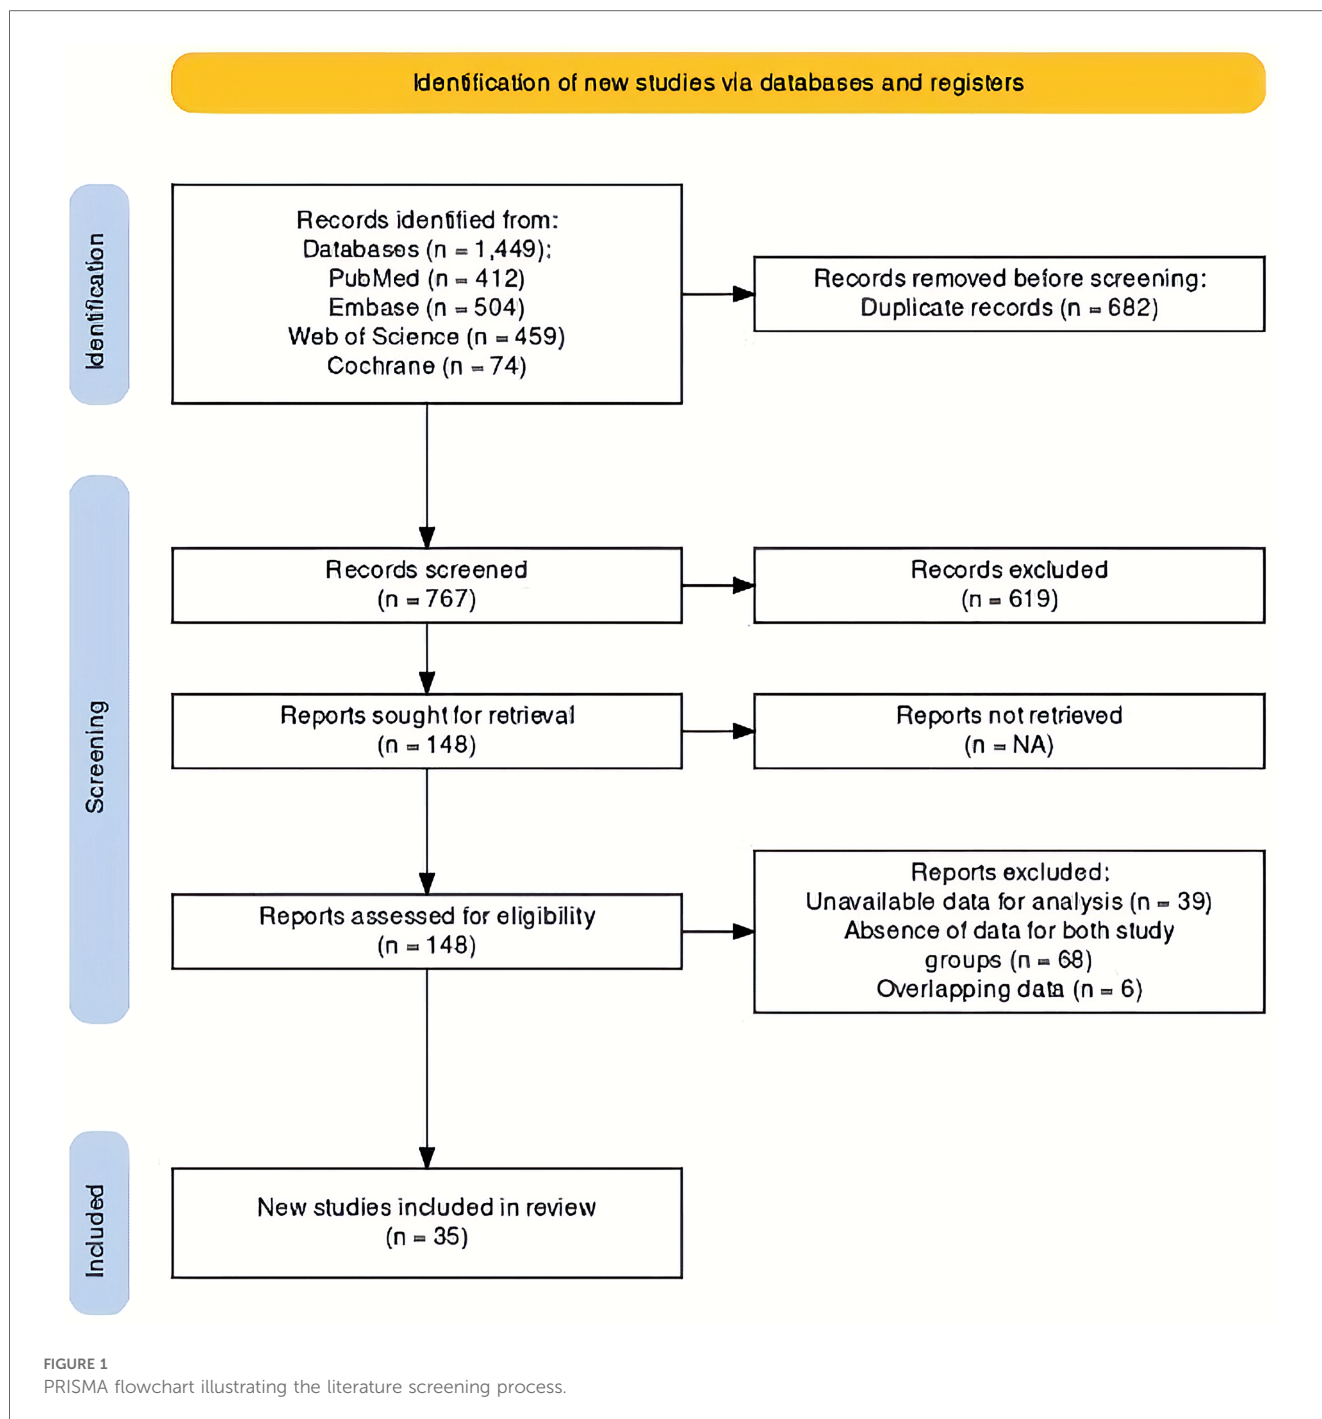 Identification of new studies via databases and registers
Identification
Records identified from:
Databases (n = 1,449):
PubMed (n = 412)
Embase (n = 504)
Web of Science (n = 459)
Cochrane (n = 74)
Records removed before screening:
Duplicate records (n = 682)
Screening
Records screened
(n = 767)
Records excluded
(n = 619)
Reports sought for retrieval
(n = 148)
Reports not retrieved
(n = NA)
Reports assessed for eligibility
(n = 148)
Reports excluded:
Unavailable data for analysis (n = 39)
Absence of data for both study
groups (n = 68)
Overlapping data (n = 6)
Included
New studies included in review
(n = 35)
FIGURE 1
PRISMA flowchart illustrating the literature screening process.